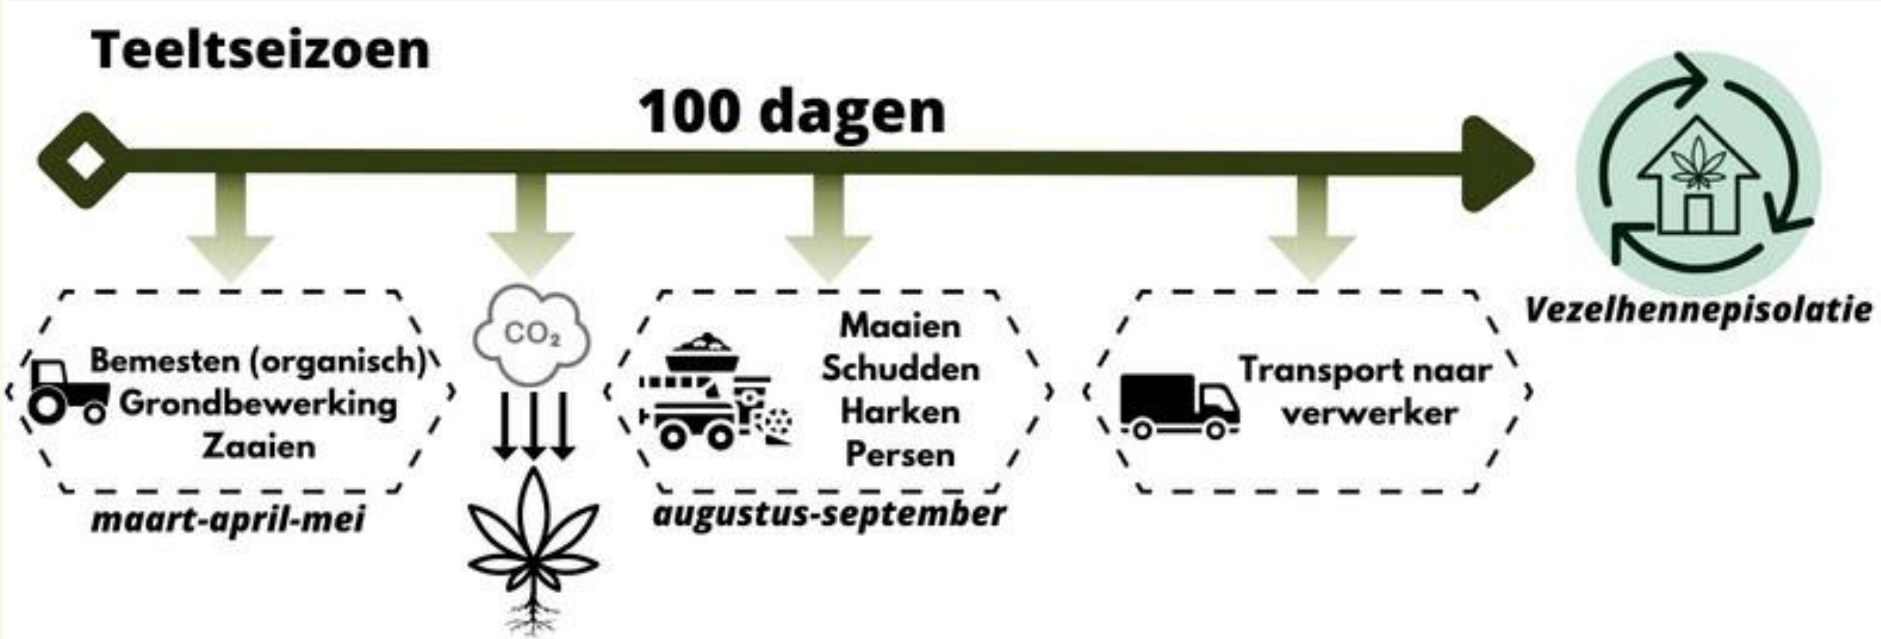 Teeltseizoen
100 dagen
Bemesten (organisch)
Grondbewerking
Zaaien
maart-april-mei
CO₂
Maaien
Schudden
Harken
Persen
augustus-september
Transport naar
verwerker
Vezelhennepisolatie